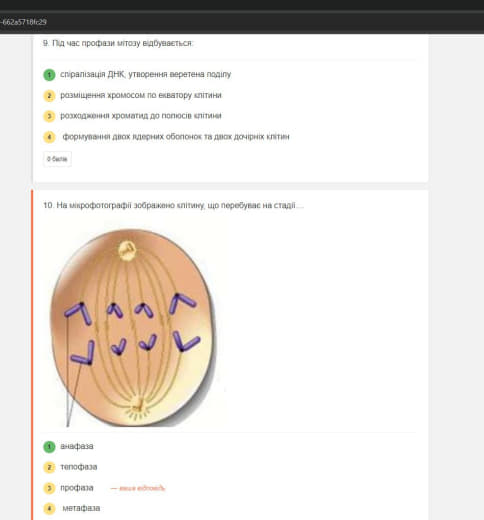 -662a5718fc29
9. Під час профази мітозу відбувається:
1 спіралізація ДНК, утворення веретена поділу
2 розміщення хромосом по екватору клітини
3 розходження хроматид до полюсів клітини
4 формування двох ядерних оболонок та двох дочірніх клітин
0 балів
10. На мікрофотографії зображено клітину, що перебуває на стадії...
1 анафаза
2 телофаза
3 профаза — ваша відповідь
4 метафаза